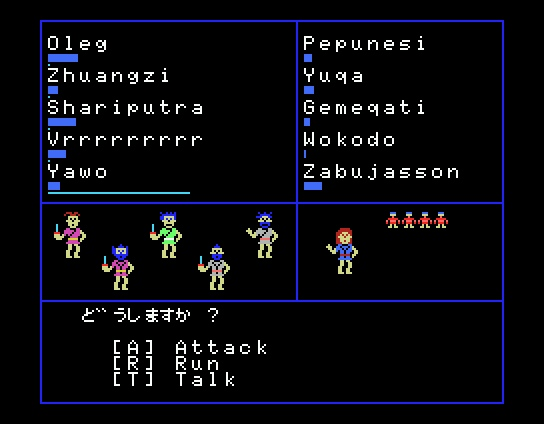 Oleg
Zhuangzi
Shariputra
Vrrrrrrrrr
Yawo
Pepunesi
Yuqa
Gemeqati
Wokodo
Zabujasson
どうしますか ?
[A] Attack
[R] Run
[T] Talk